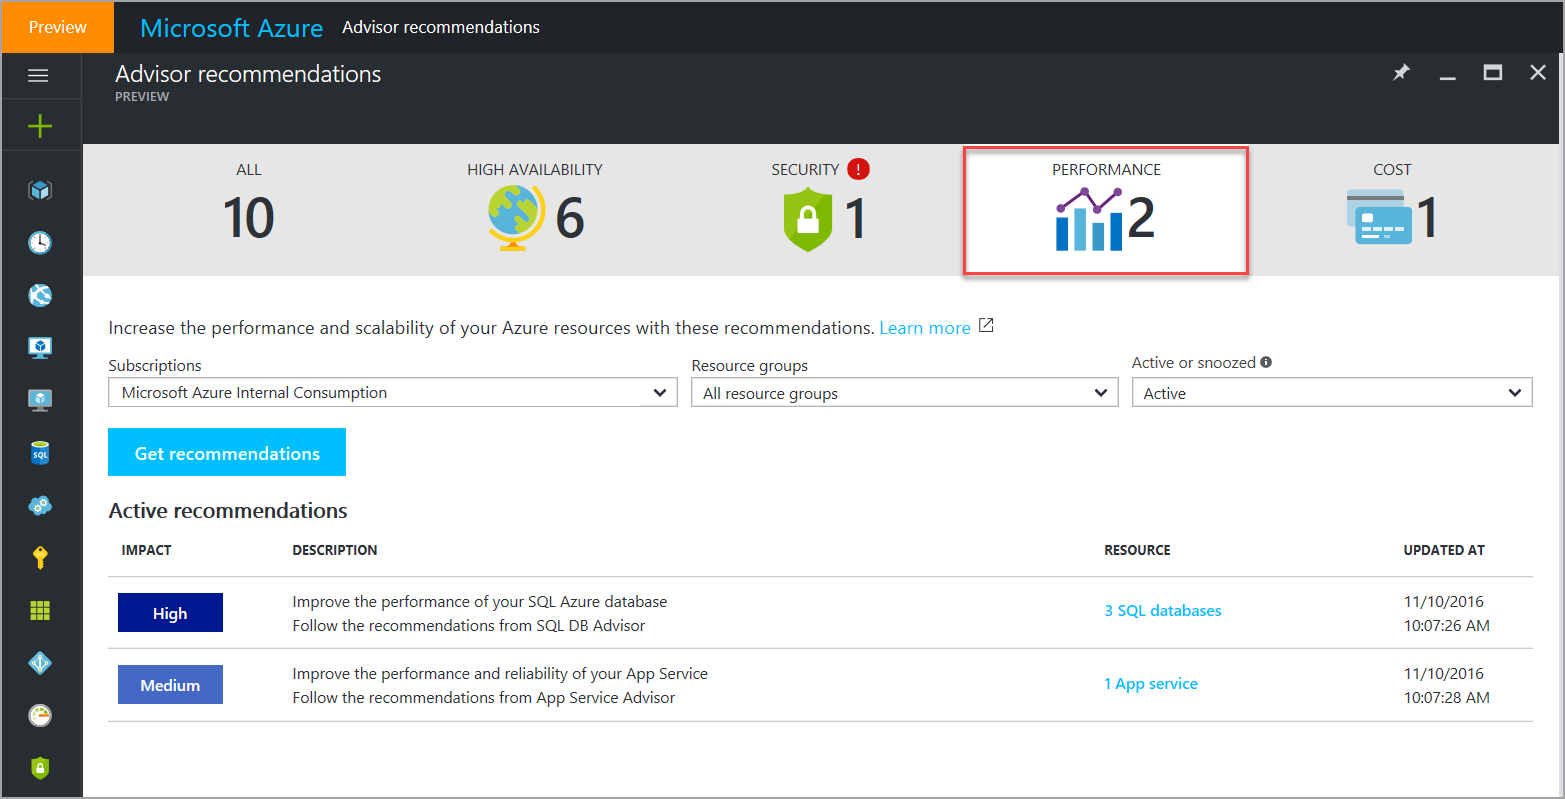 Preview
Microsoft Azure
Advisor recommendations
Advisor recommendations
PREVIEW
ALL
10
HIGH AVAILABILITY
6
SECURITY !
1
PERFORMANCE
2
COST
1
Increase the performance and scalability of your Azure resources with these recommendations. Learn more
Subscriptions
Microsoft Azure Internal Consumption
Resource groups
All resource groups
Active or snoozed
Active
Get recommendations
Active recommendations
IMPACT DESCRIPTION RESOURCE UPDATED AT
High
Improve the performance of your SQL Azure database
Follow the recommendations from SQL DB Advisor
3 SQL databases
11/10/2016
10:07:26 AM
Medium
Improve the performance and reliability of your App Service
Follow the recommendations from App Service Advisor
1 App service
11/10/2016
10:07:28 AM
SQL